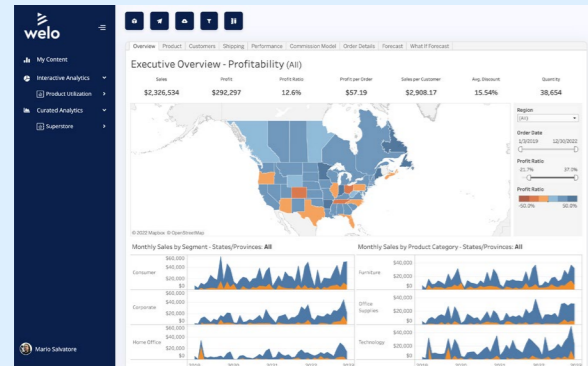 welo
My Content
Interactive Analytics
Product Utilization
Curated Analytics
Superstore
Mario Salvatore
Overview Product Customers Shipping Performance Commission Model Order Details Forecast What If Forecast
Executive Overview - Profitability (All)
Sales Profit Profit Ratio Profit per Order Sales per Customer Avg. Discount Quantity
$2,326,534 $292,297 12.6% $57.19 $2,908.17 15.54% 38,654
Region
(All)
Order Date
1/3/2019 12/30/2022
Profit Ratio
-21.7% 37.0%
Profit Ratio
-50.0% 50.0%
© 2022 Mapbox © OpenStreetMap
Monthly Sales by Segment - States/Provinces: All
Consumer
$60,000
$40,000
$20,000
$0
Corporate
$60,000
$40,000
$20,000
$0
Home Office
$60,000
$40,000
$20,000
$0
Monthly Sales by Product Category - States/Provinces: All
Furniture
$40,000
$20,000
$0
Office
Supplies
$40,000
$20,000
$0
Technology
$40,000
$20,000
$0